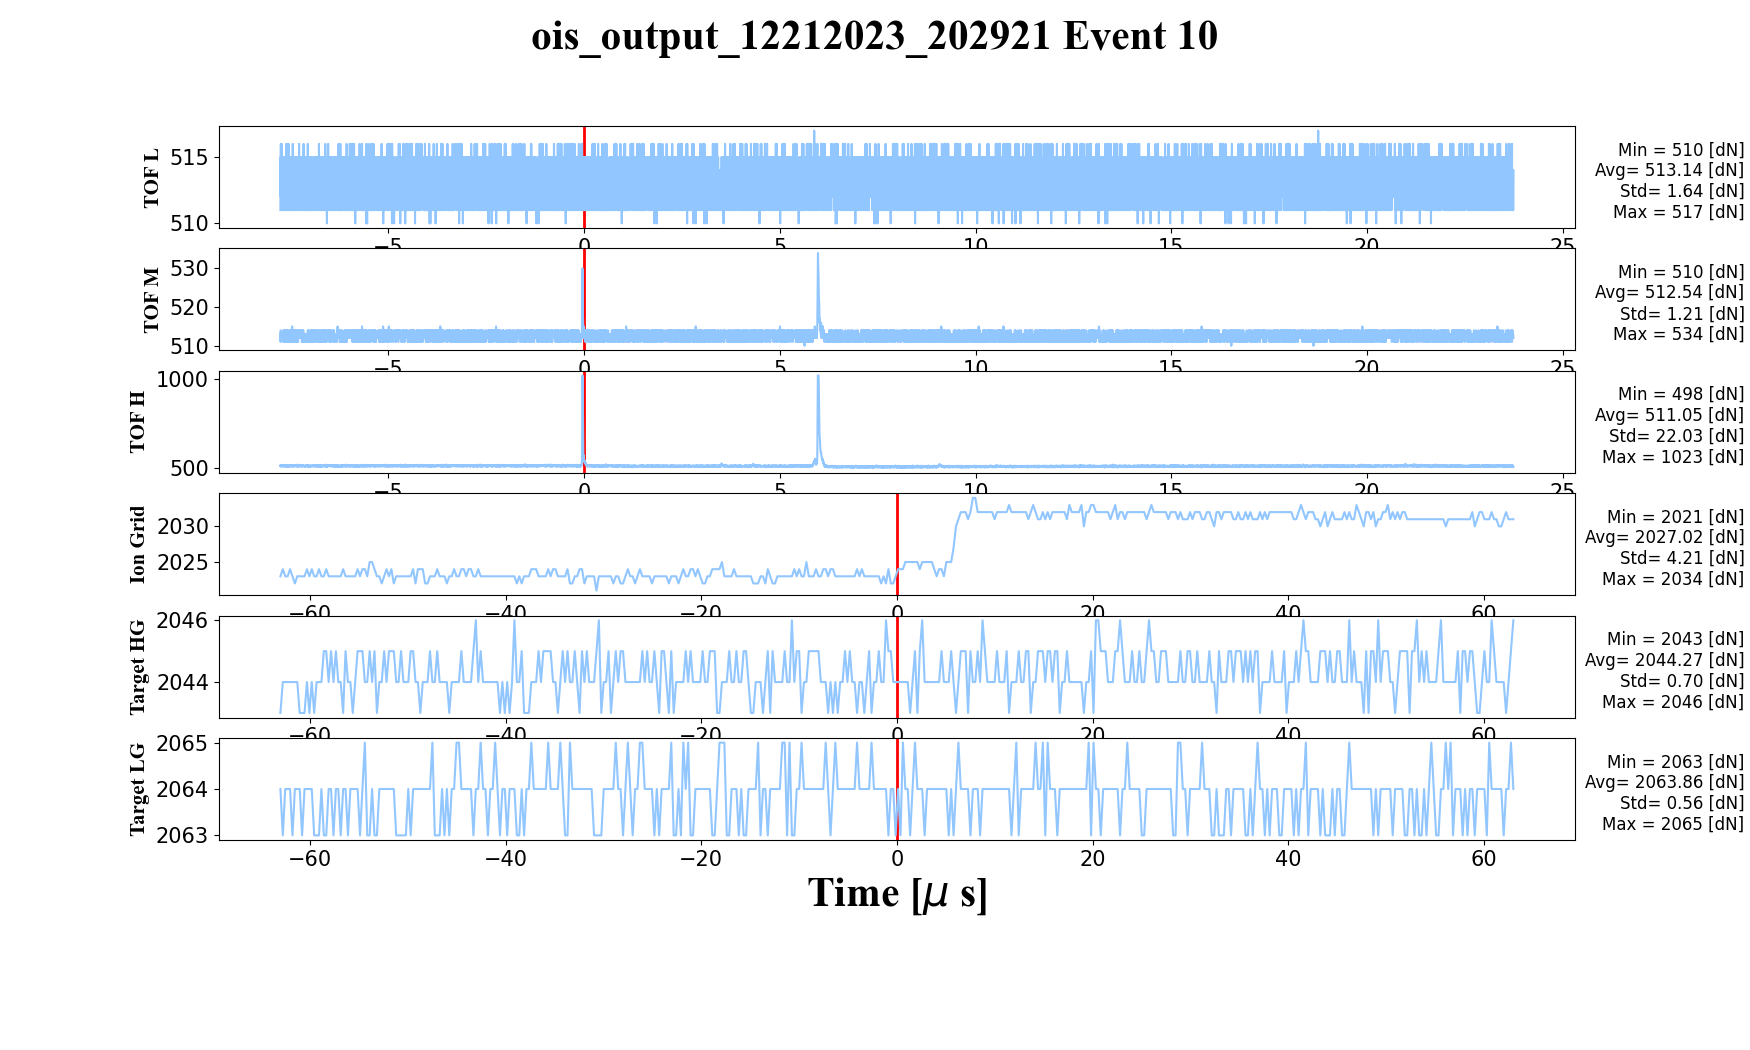 ois_output_12212023_202921 Event 10
TOF L
515
510
−5
0
5
10
15
20
25
Min = 510 [dN]
Avg= 513.14 [dN]
Std= 1.64 [dN]
Max = 517 [dN]
TOF M
530
520
510
−5
0
5
10
15
20
25
Min = 510 [dN]
Avg= 512.54 [dN]
Std= 1.21 [dN]
Max = 534 [dN]
TOF H
1000
500
−5
0
5
10
15
20
25
Min = 498 [dN]
Avg= 511.05 [dN]
Std= 22.03 [dN]
Max = 1023 [dN]
Ion Grid
2030
2025
−60
−40
−20
0
20
40
60
Min = 2021 [dN]
Avg= 2027.02 [dN]
Std= 4.21 [dN]
Max = 2034 [dN]
Target HG
2046
2044
−60
−40
−20
0
20
40
60
Min = 2043 [dN]
Avg= 2044.27 [dN]
Std= 0.70 [dN]
Max = 2046 [dN]
Target LG
2065
2064
2063
−60
−40
−20
0
20
40
60
Min = 2063 [dN]
Avg= 2063.86 [dN]
Std= 0.56 [dN]
Max = 2065 [dN]
Time [μ s]